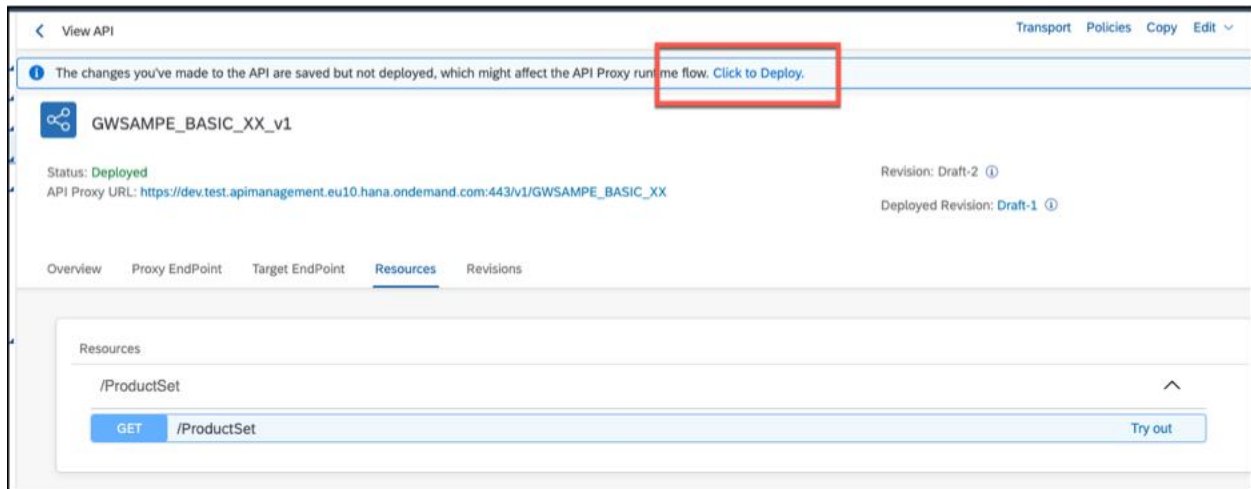 View API
Transport Policies Copy Edit
The changes you've made to the API are saved but not deployed, which might affect the API Proxy runtime flow. Click to Deploy.
GWSAMPE_BASIC_XX_v1
Status: Deployed
Revision: Draft-2
API Proxy URL: https://dev.test.apimanagement.eu10.hana.ondemand.com:443/v1/GWSAMPE_BASIC_XX
Deployed Revision: Draft-1
Overview Proxy EndPoint Target EndPoint Resources Revisions
Resources
/ProductSet
GET /ProductSet Try out